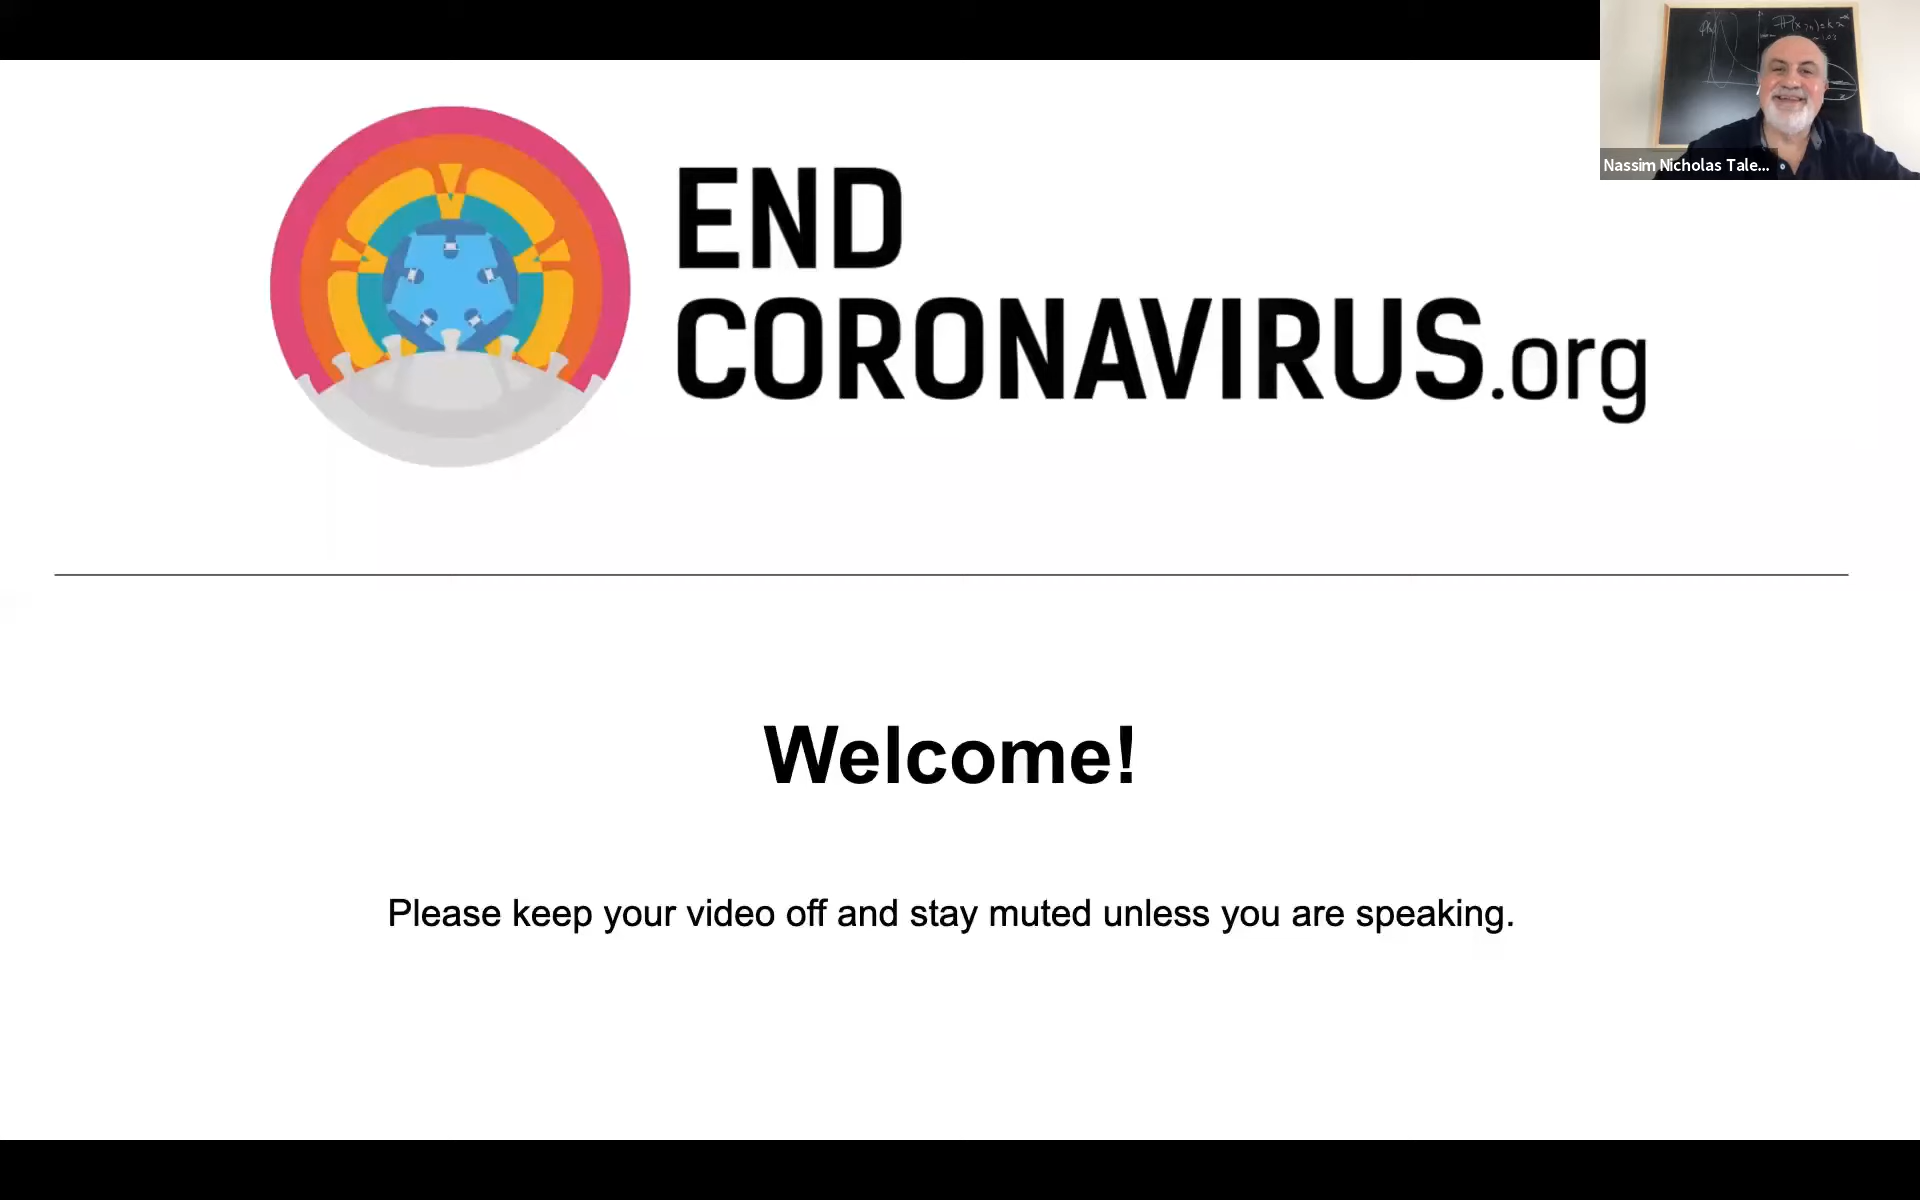 END
CORONAVIRUS.org
Nassim Nicholas Tale...
Welcome!
Please keep your video off and stay muted unless you are speaking.